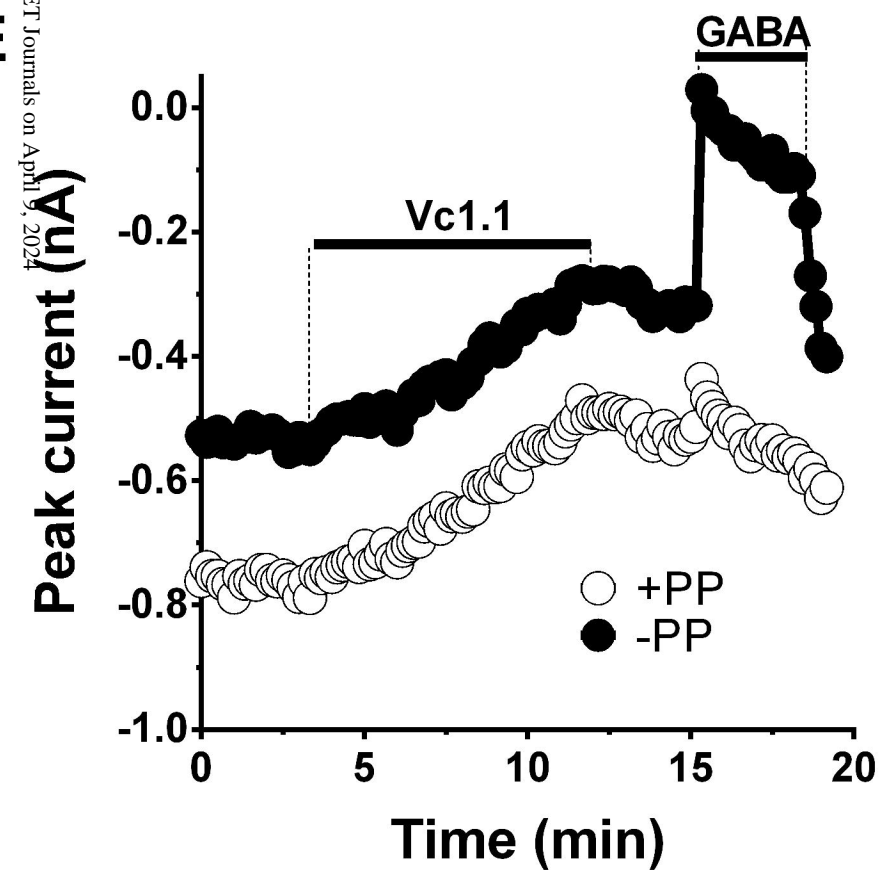 ET Journals on April 9, 2024
GABA
Vc1.1
Peak current (nA)
0.0
-0.2
-0.4
-0.6
-0.8
-1.0
+PP
-PP
0 5 10 15 20
Time (min)